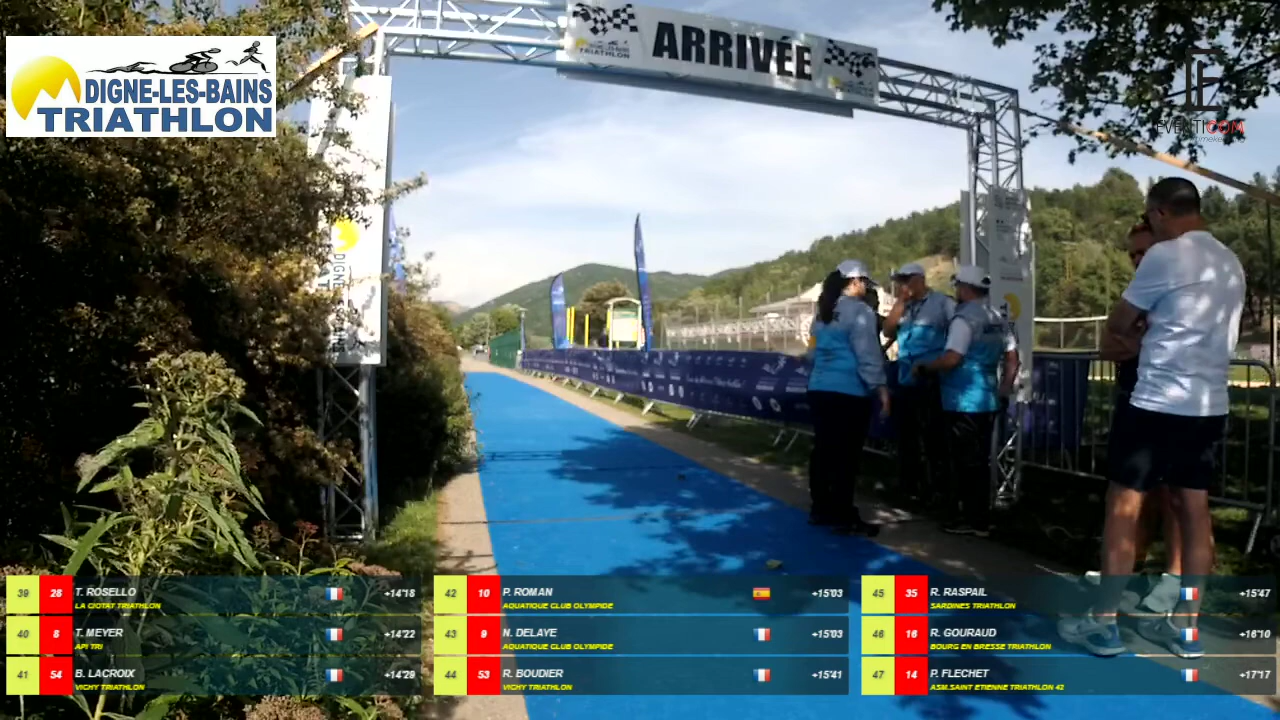 DIGNE-LES-BAINS
TRIATHLON
ARRIVÉE
EVENTICOM
39 26 T. ROSELLO +14'18
LA CIOTAT TRIATHLON
40 8 T. MEYER +14'22
API TRI
41 54 B. LACROIX +14'29
VICHY TRIATHLON
42 10 P. ROMAN +15'03
AQUATIQUE CLUB OLYMPIDE
43 9 N. DELAYE +15'03
AQUATIQUE CLUB OLYMPIDE
44 53 R. BOUDIER +15'41
VICHY TRIATHLON
45 35 R. RASPAIL +15'47
SARDINES TRIATHLON
46 16 R. GOURAUD +16'10
BOURG EN BRESSE TRIATHLON
47 14 P. FLECHET +17'17
ASM.SAINT ETIENNE TRIATHLON 42